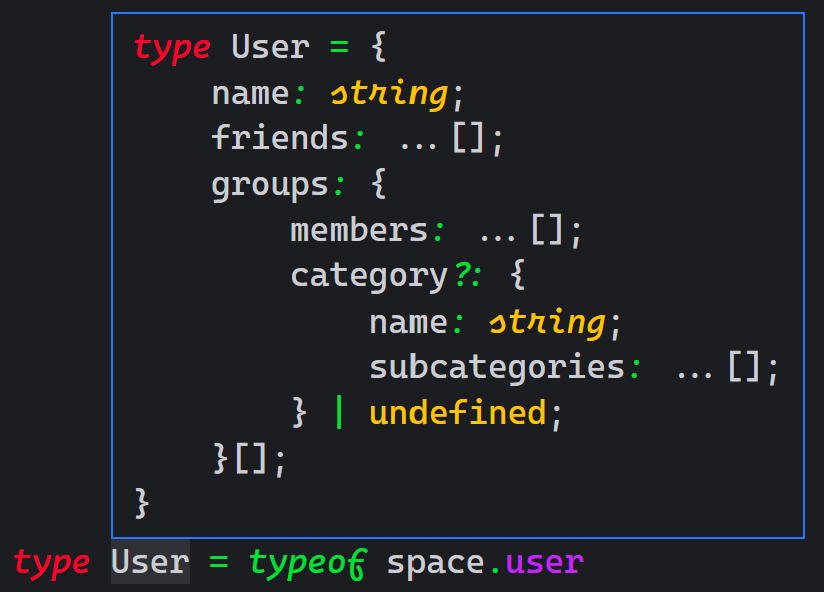 type User = {
    name: string;
    friends: ...[];
    groups: {
        members: ...[];
        category?: {
            name: string;
            subcategories: ...[];
        } | undefined;
    }[];
}
type User = typeof space.user